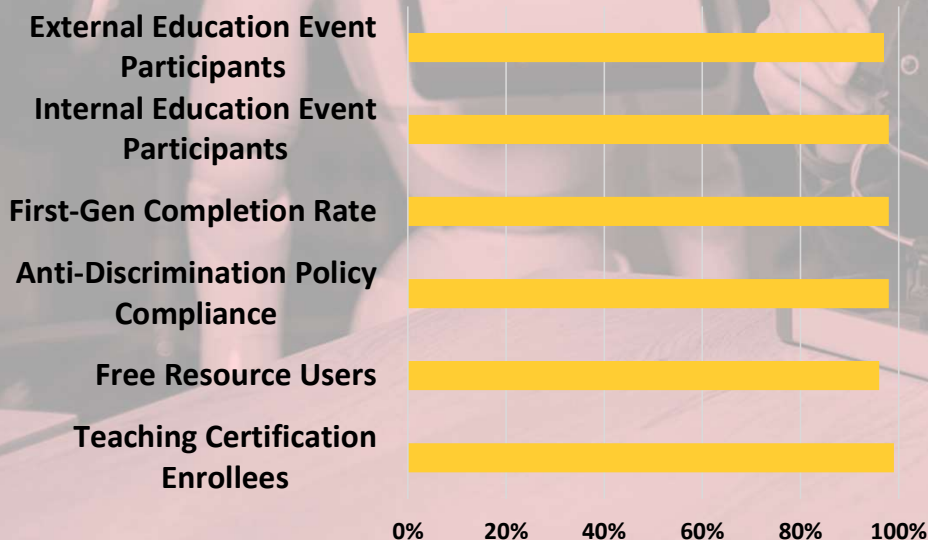 External Education Event
Participants
Internal Education Event
Participants
First-Gen Completion Rate
Anti-Discrimination Policy
Compliance
Free Resource Users
Teaching Certification
Enrollees
0% 20% 40% 60% 80% 100%